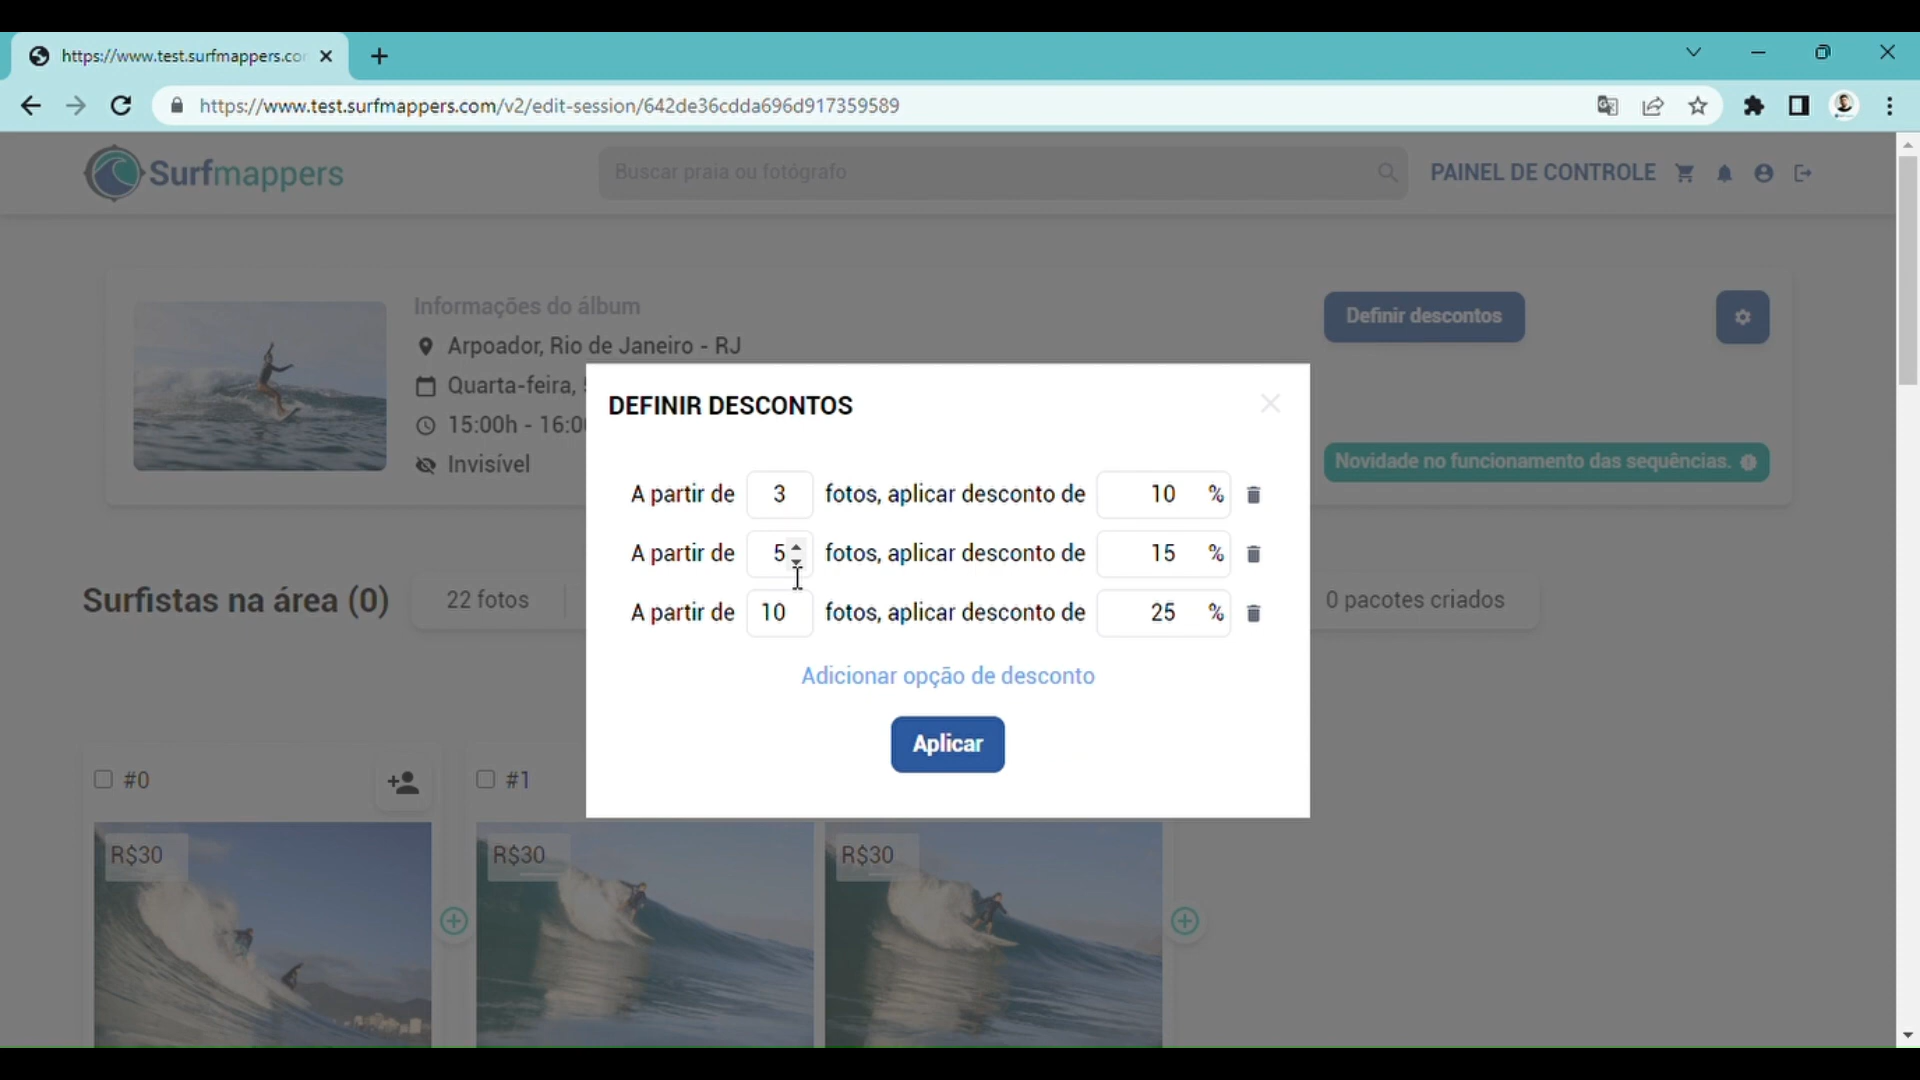 https://www.test.surfmappers.cor
https://www.test.surfmappers.com/v2/edit-session/642de36cdda696d917359589
Surfmappers
Buscar praia ou fotógrafo
PAINEL DE CONTROLE
Informações do álbum
Arpoador, Rio de Janeiro - RJ
Quarta-feira,
15:00h - 16:0
Invisível
Definir descontos
Novidade no funcionamento das sequências.
DEFINIR DESCONTOS
A partir de 3 fotos, aplicar desconto de 10 %
A partir de 5 fotos, aplicar desconto de 15 %
A partir de 10 fotos, aplicar desconto de 25 %
Adicionar opção de desconto
Aplicar
Surfistas na área (0)
22 fotos
0 pacotes criados
#0
#1
R$30
R$30
R$30